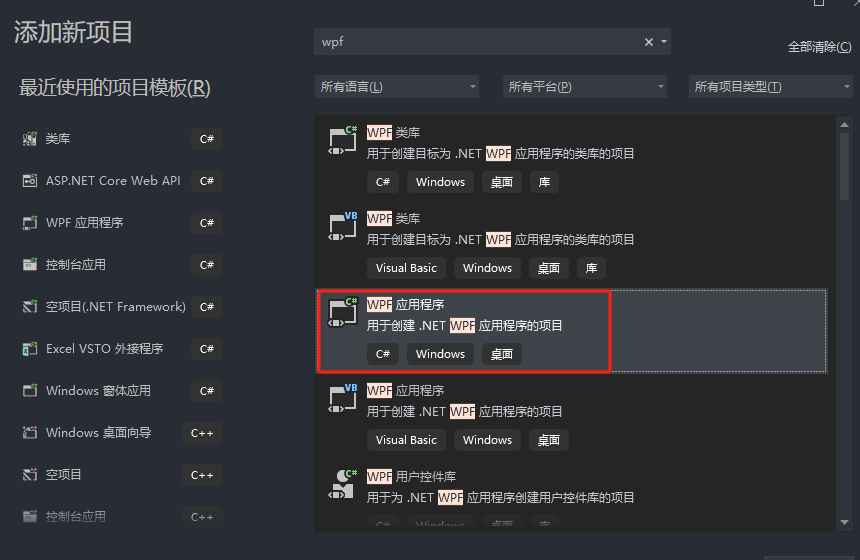 添加新项目
wpf
全部清除(C)
最近使用的项目模板(R)
所有语言(L)
所有平台(P)
所有项目类型(T)
类库 C#
ASP.NET Core Web API C#
WPF 应用程序 C#
控制台应用 C#
空项目(.NET Framework) C#
Excel VSTO 外接程序 C#
Windows 窗体应用 C#
Windows 桌面向导 C++
空项目 C++
控制台应用 C++
C#
WPF 类库
用于创建目标为 .NET WPF 应用程序的类库的项目
C# Windows 桌面 库
VB
WPF 类库
用于创建目标为 .NET WPF 应用程序的类库的项目
Visual Basic Windows 桌面 库
C#
WPF 应用程序
用于创建 .NET WPF 应用程序的项目
C# Windows 桌面
VB
WPF 应用程序
用于创建 .NET WPF 应用程序的项目
Visual Basic Windows 桌面
C#
WPF 用户控件库
用于为 .NET WPF 应用程序创建用户控件库的项目
C# Windows 桌面 库